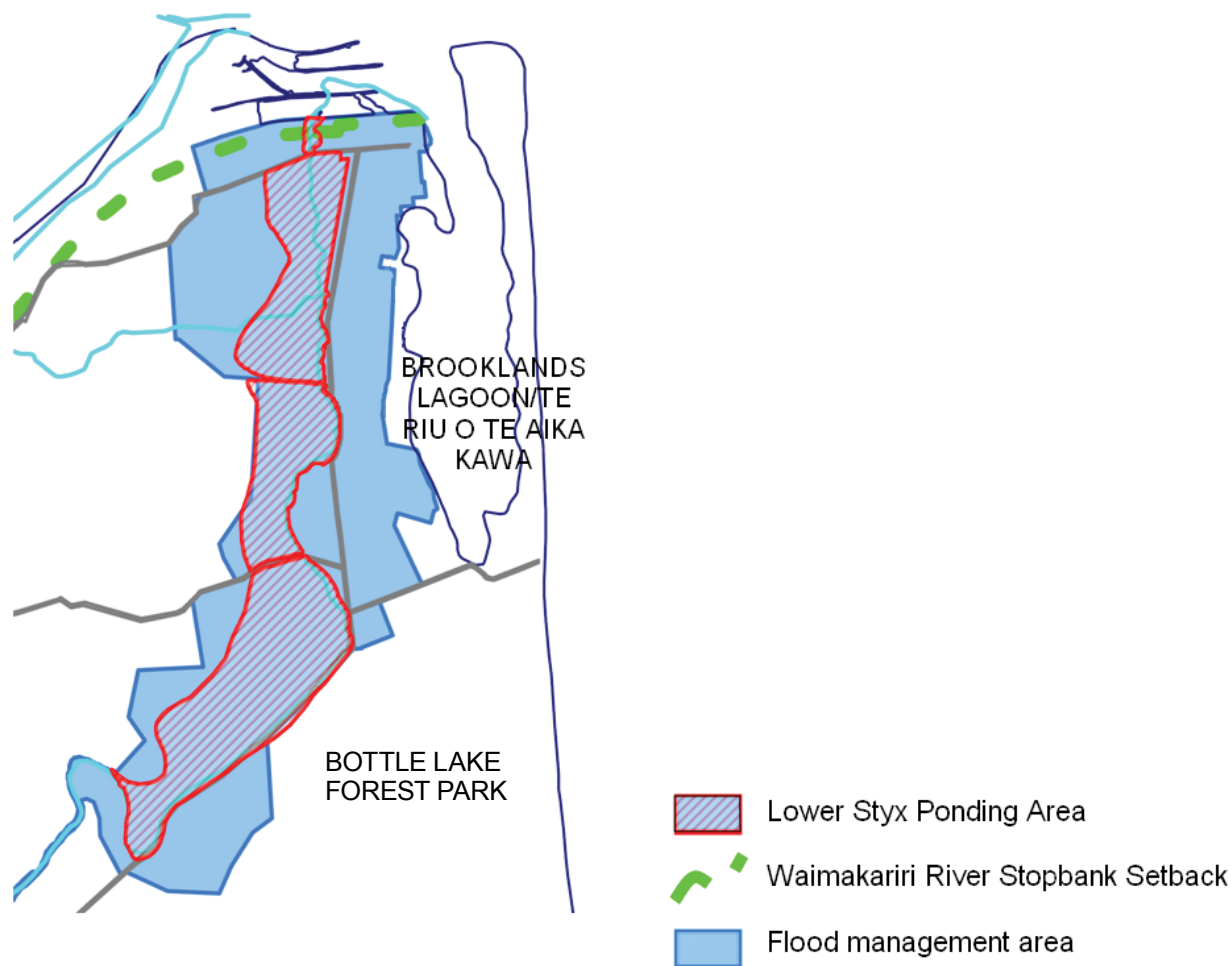 BROOKLANDS
LAGOON/TE
RIU O TE AIKA
KAWA
BOTTLE LAKE
FOREST PARK
Lower Styx Ponding Area
Waimakariri River Stopbank Setback
Flood management area